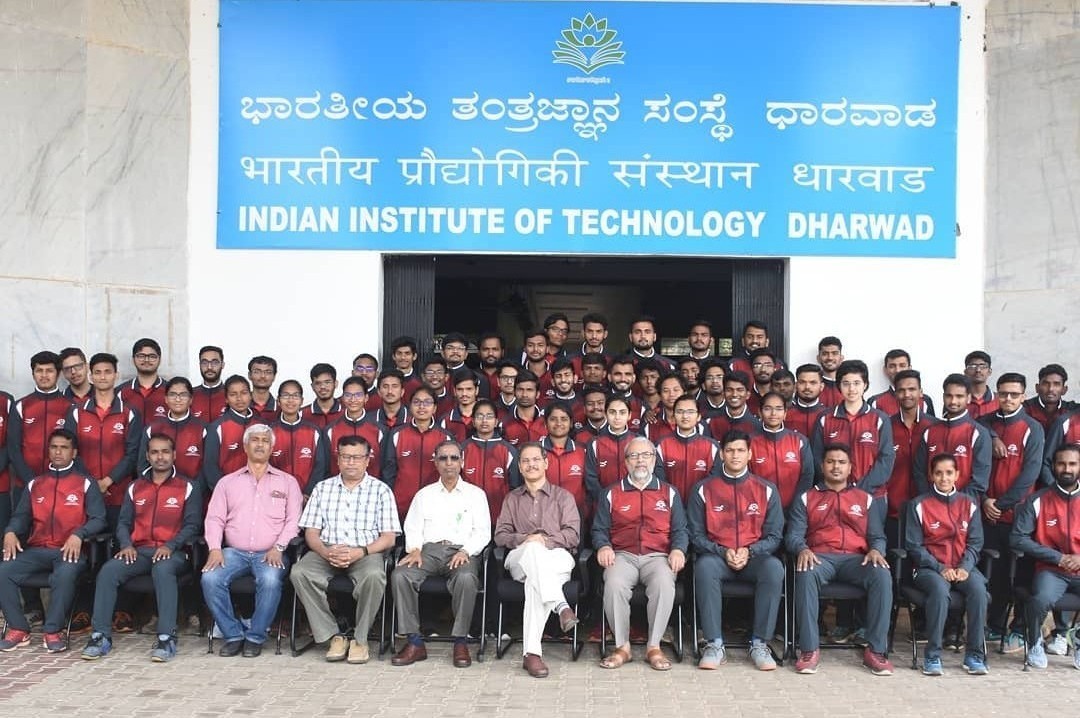 ಭಾರತೀಯ ತಂತ್ರಜ್ಞಾನ ಸಂಸ್ಥೆ ಧಾರವಾಡ
भारतीय प्रौद्योगिकी संस्थान धारवाड
INDIAN INSTITUTE OF TECHNOLOGY DHARWAD